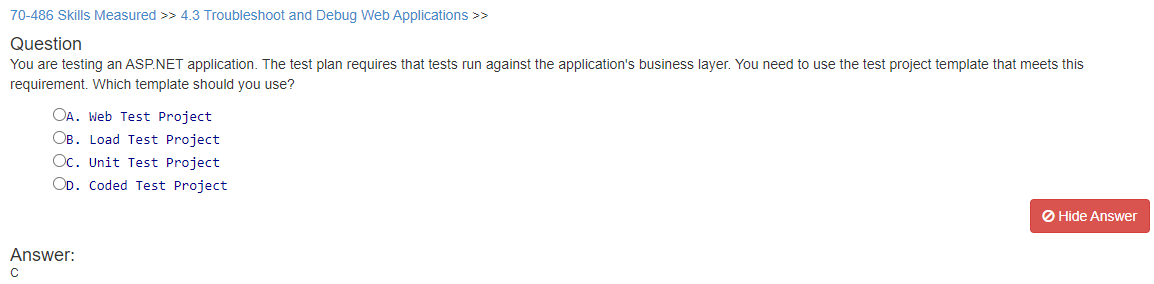 70-486 Skills Measured >> 4.3 Troubleshoot and Debug Web Applications >>
Question
You are testing an ASP.NET application. The test plan requires that tests run against the application's business layer. You need to use the test project template that meets this
requirement. Which template should you use?
A. Web Test Project
B. Load Test Project
C. Unit Test Project
D. Coded Test Project
Hide Answer
Answer:
C